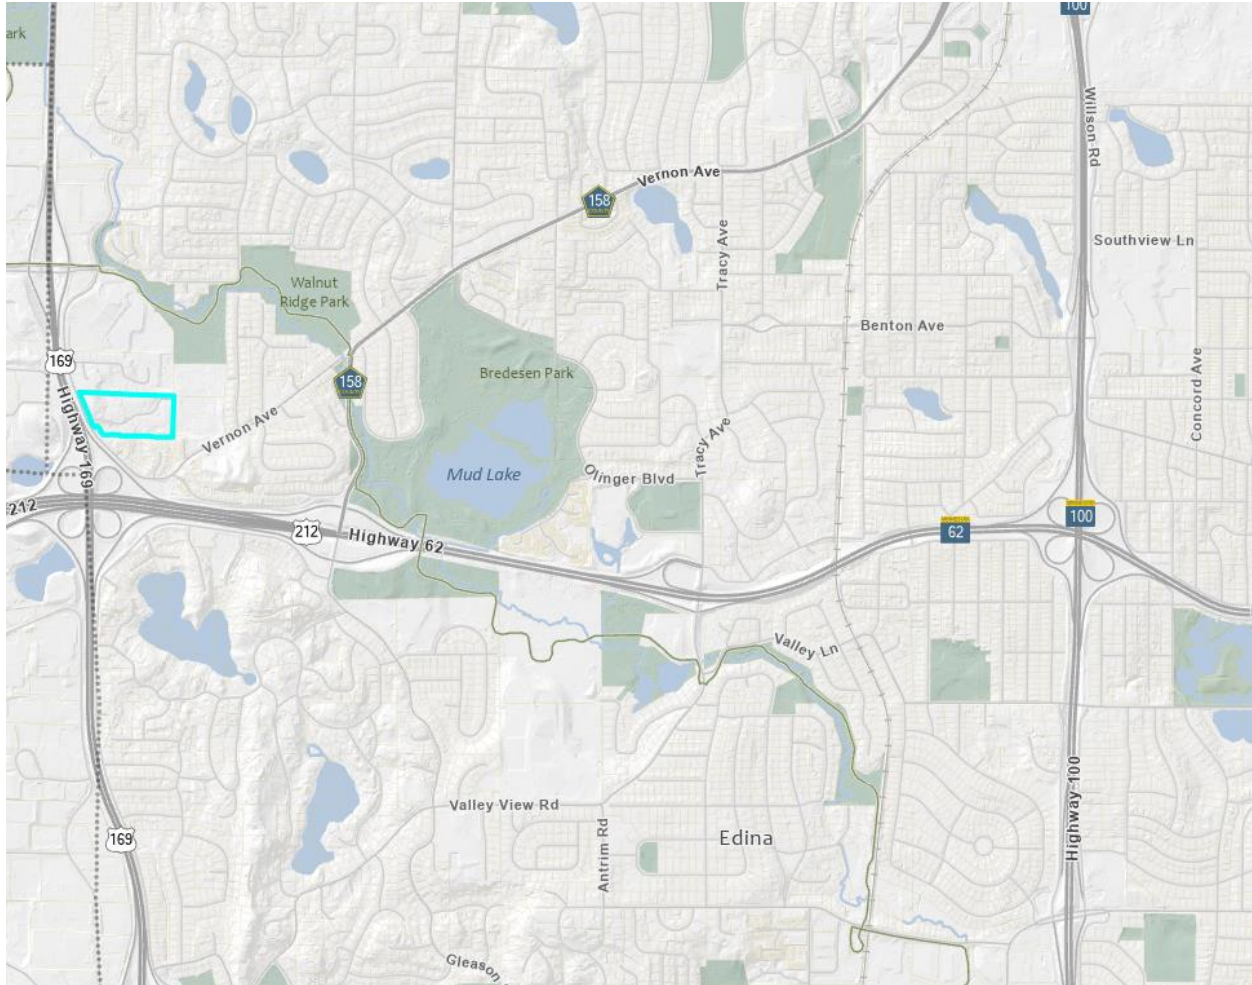 100
ark
Willson Rd
Vernon Ave
158
Tracy Ave
Southview Ln
Walnut
Ridge Park
Benton Ave
169
Bredesen Park
158
Concord Ave
Highway 169
Vernon Ave
Tracy Ave
Mud Lake
Olinger Blvd
212
212
Highway 62
62
100
Valley Ln
Highway 100
Valley View Rd
169
Edina
Antrim Rd
Gleason